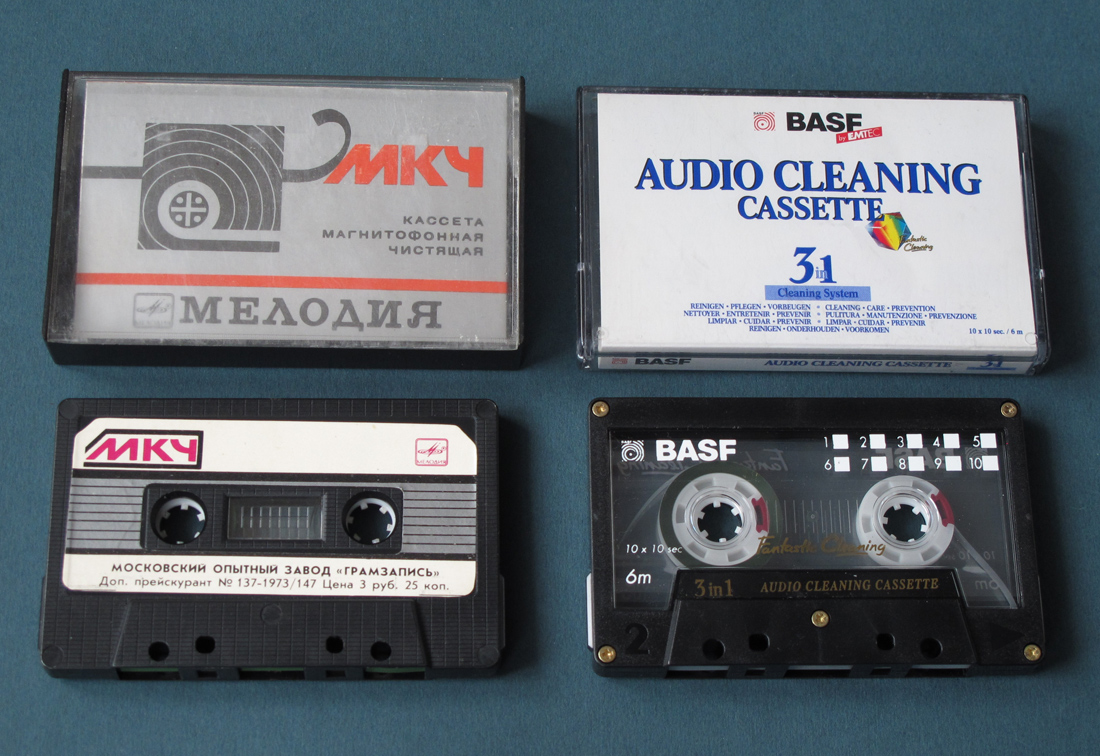 МКЧ
КАССЕТА
МАГНИТОФОННАЯ
ЧИСТЯЩАЯ
МЕЛОДИЯ
BASF
by EMTEC
AUDIO CLEANING
CASSETTE
Fantastic
Cleaning
3 in 1
Cleaning System
REINIGEN • PFLEGEN • VORBEUGEN • CLEANING • CARE • PREVENTION
NETTOYER • ENTRETENIR • PREVENIR • PULITURA • MANUTENZIONE • PREVENZIONE
LIMPIAR • CUIDAR • PREVENIR • LIMPAR • CUIDAR • PREVENIR
REINIGEN • ONDERHOUDEN • VOORKOMEN
10 x 10 sec. / 6 m
BASF AUDIO CLEANING CASSETTE 3in1
МКЧ
МЕЛОДИЯ
МОСКОВСКИЙ ОПЫТНЫЙ ЗАВОД «ГРАМЗАПИСЬ»
Доп. прейскурант № 137-1973/147 Цена 3 руб. 25 коп.
BASF
1 2 3 4 5
6 7 8 9 10
10 x 10 sec
Fantastic Cleaning
6m
3 in 1 AUDIO CLEANING CASSETTE
2